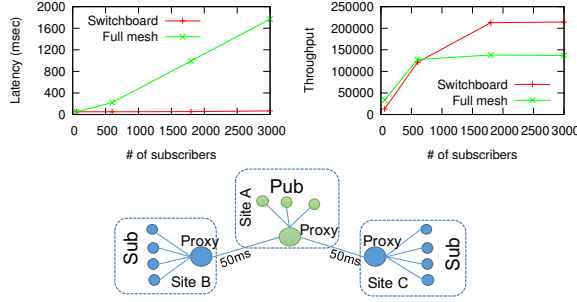 Latency (msec)
2000
1600
1200
800
400
0
Switchboard
Full mesh
0 500 1000 1500 2000 2500 3000
# of subscribers
Throughput
250000
200000
150000
100000
50000
0
Switchboard
Full mesh
0 500 1000 1500 2000 2500 3000
# of subscribers
Site A
Pub
Proxy
Sub
Proxy
Site B
50ms
50ms
Proxy
Site C
Sub